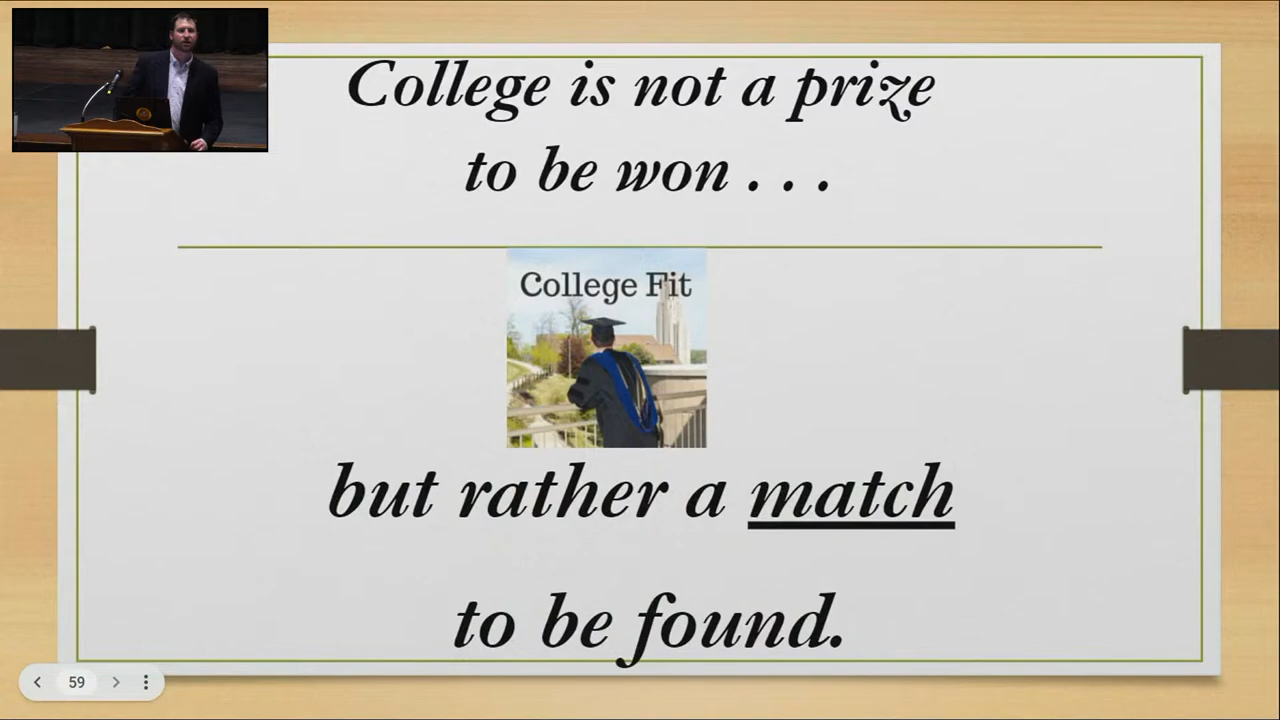 College is not a prize
to be won . . .
College Fit
but rather a match
to be found.
59